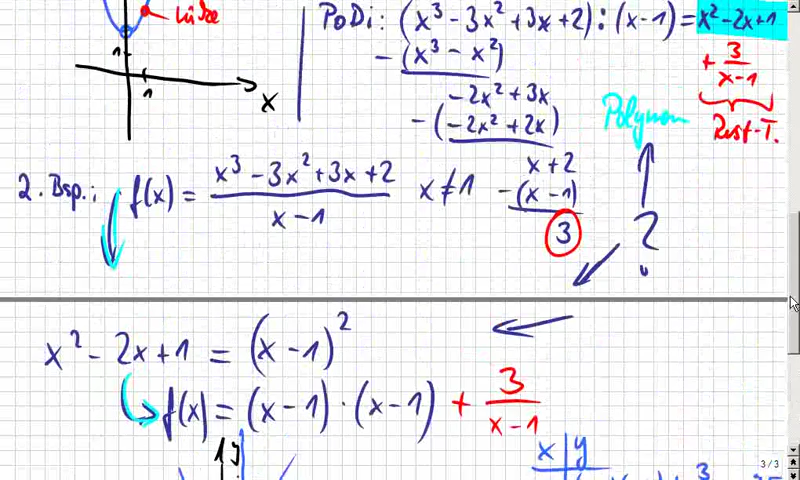 Lücke
PoDi: (x³ - 3x² + 3x + 2) : (x - 1) = x² - 2x + 1
+ 3/(x - 1)
Rest-T.
-(x³ - x²)
1
-2x² + 3x
1
x
-(-2x² + 2x)
Polynom
x + 2
2. Bsp.: f(x) = (x³ - 3x² + 3x + 2)/(x - 1) x ≠ 1
-(x - 1)
3
?
x² - 2x + 1 = (x - 1)²
f(x) = (x - 1) · (x - 1) + 3/(x - 1)
y
x | y
3/3